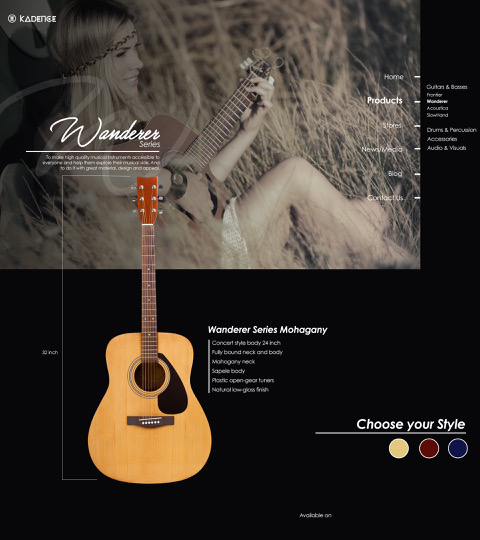 KADENCE
Home
Products
Stores
News/Media
Blog
Contact Us
Guitars & Basses
Frontier
Wanderer
Acoustica
SlowHand
Drums & Percussion
Accessories
Audio & Visuals
Wanderer
Series
To make high quality musical instruments accessible to
everyone and help them explore their musical side. And
to do it with great material, design and appeal.
32 inch
Wanderer Series Mohagany
Concert style body 24 inch
Fully bound neck and body
Mahogany neck
Sapele body
Plastic open-gear tuners
Natural low-gloss finish
Choose your Style
Available on